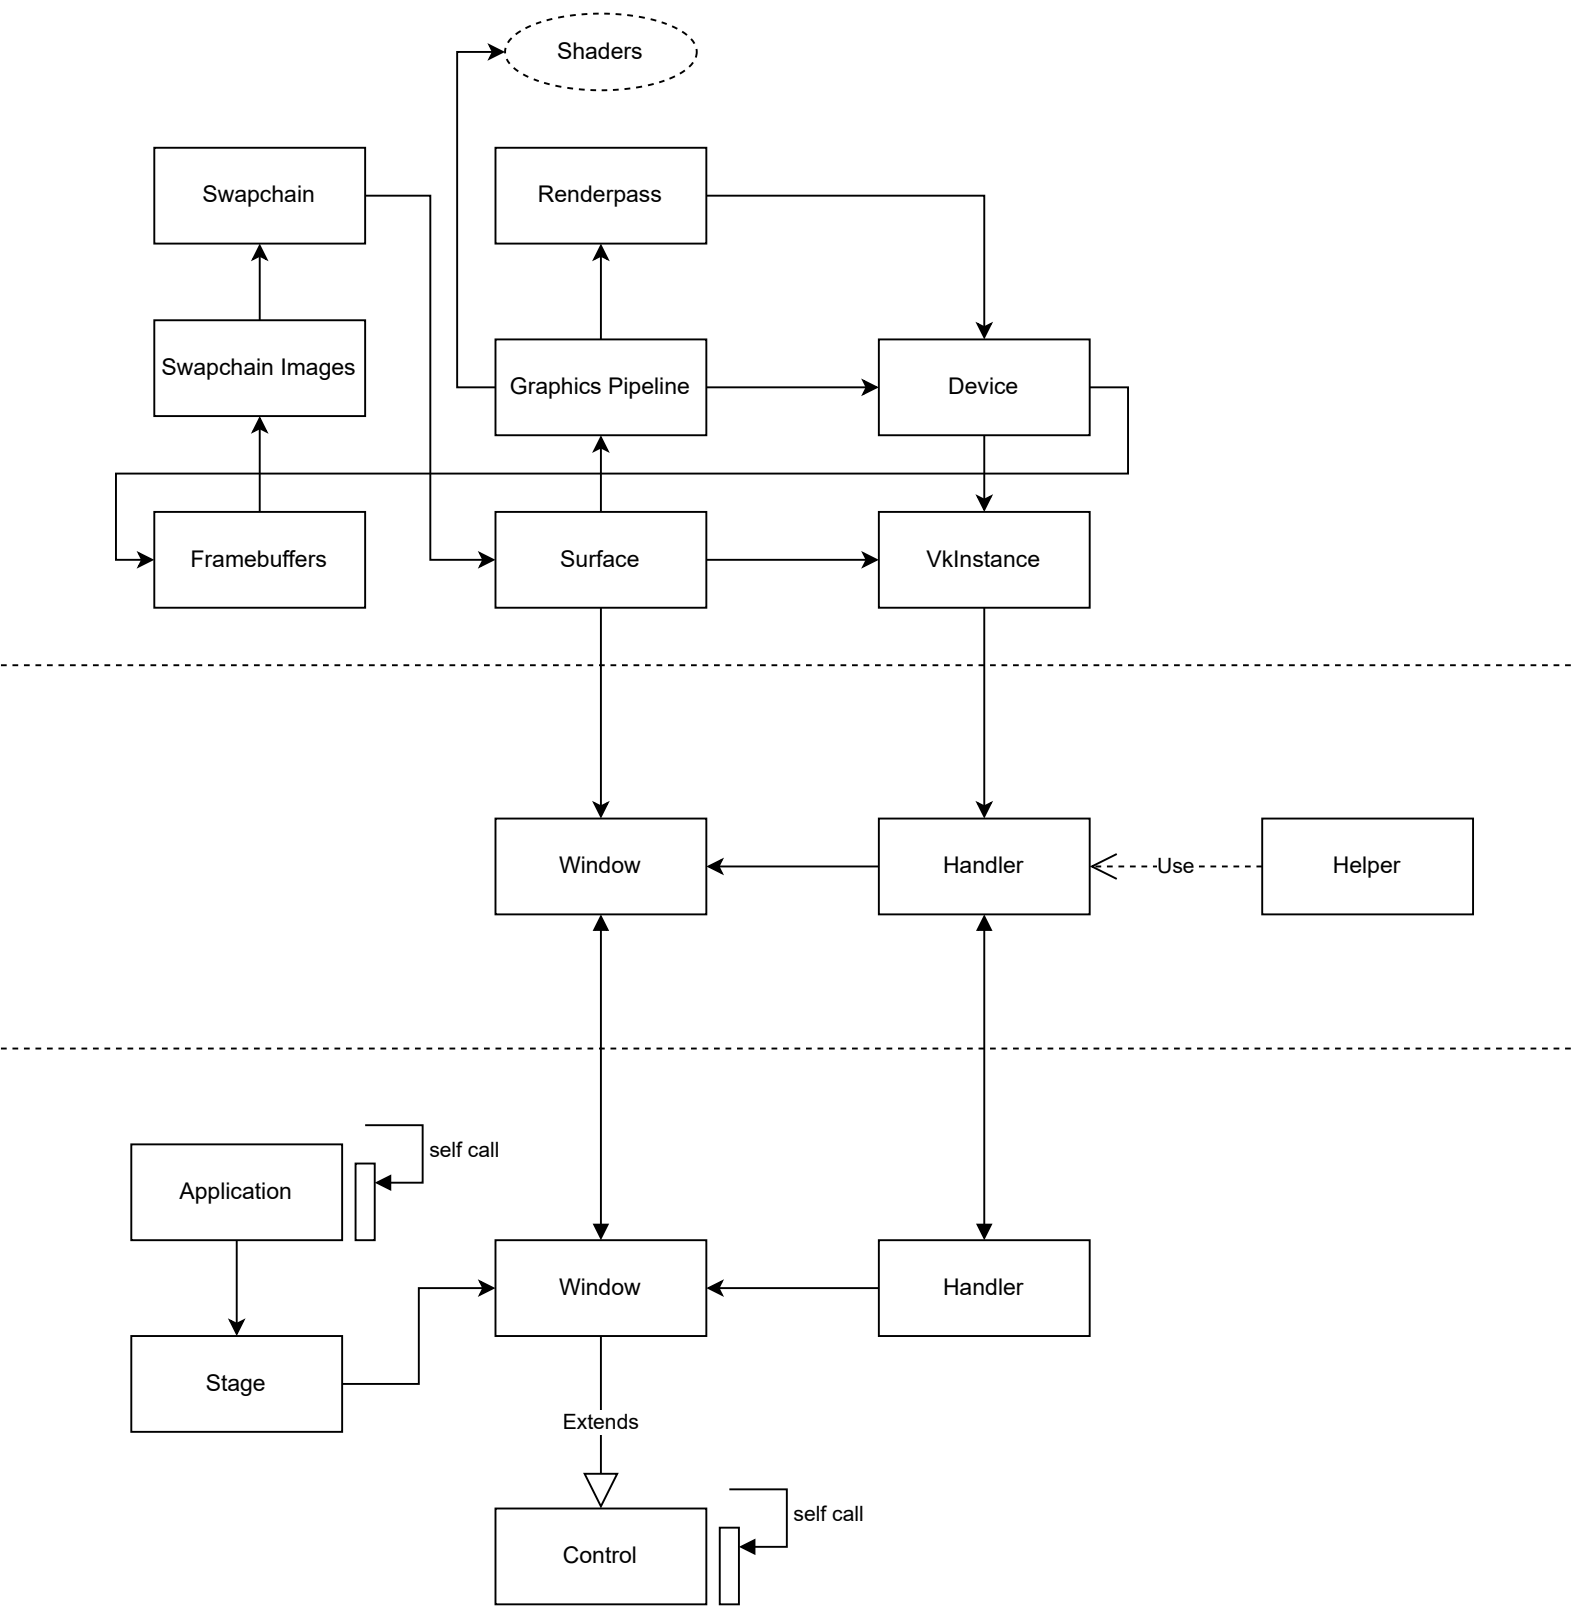 Shaders
Swapchain
Renderpass
Swapchain Images
Graphics Pipeline
Device
Framebuffers
Surface
VkInstance
Window
Handler
Use
Helper
self call
Application
Window
Handler
Stage
Extends
self call
Control